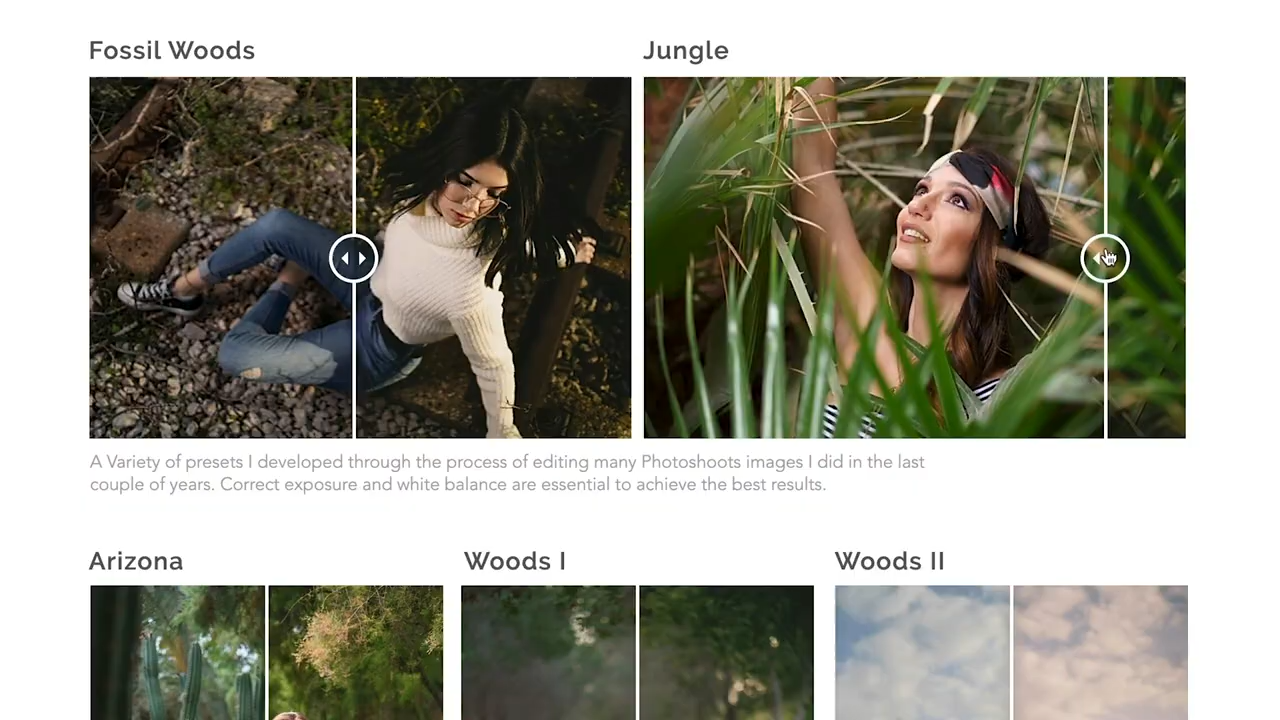 Fossil Woods
Jungle
A Variety of presets I developed through the process of editing many Photoshoots images I did in the last
couple of years. Correct exposure and white balance are essential to achieve the best results.
Arizona
Woods I
Woods II